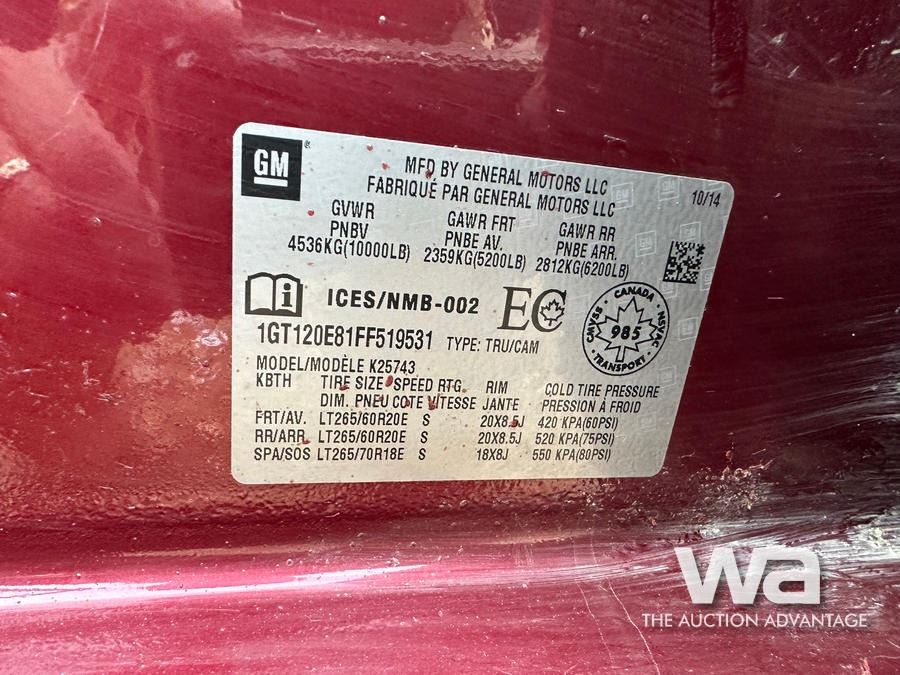 GM
MFD BY GENERAL MOTORS LLC
FABRIQUÉ PAR GENERAL MOTORS LLC
10/14
GVWR GAWR FRT GAWR RR
PNBV PNBE AV. PNBE ARR.
4536KG(10000LB) 2359KG(5200LB) 2812KG(6200LB)
ICES/NMB-002 EC
CANADA
CMVSS 985 NSVAC
TRANSPORT
1GT120E81FF519531 TYPE: TRU/CAM
MODEL/MODÈLE K25743
KBTH TIRE SIZE SPEED RTG. RIM COLD TIRE PRESSURE
DIM. PNEU COTE VITESSE JANTE PRESSION À FROID
FRT/AV. LT265/60R20E S 20X8.5J 420 KPA(60PSI)
RR/ARR. LT265/60R20E S 20X8.5J 520 KPA(75PSI)
SPA/SOS LT265/70R18E S 18X8J 550 KPA(80PSI)
wa
THE AUCTION ADVANTAGE